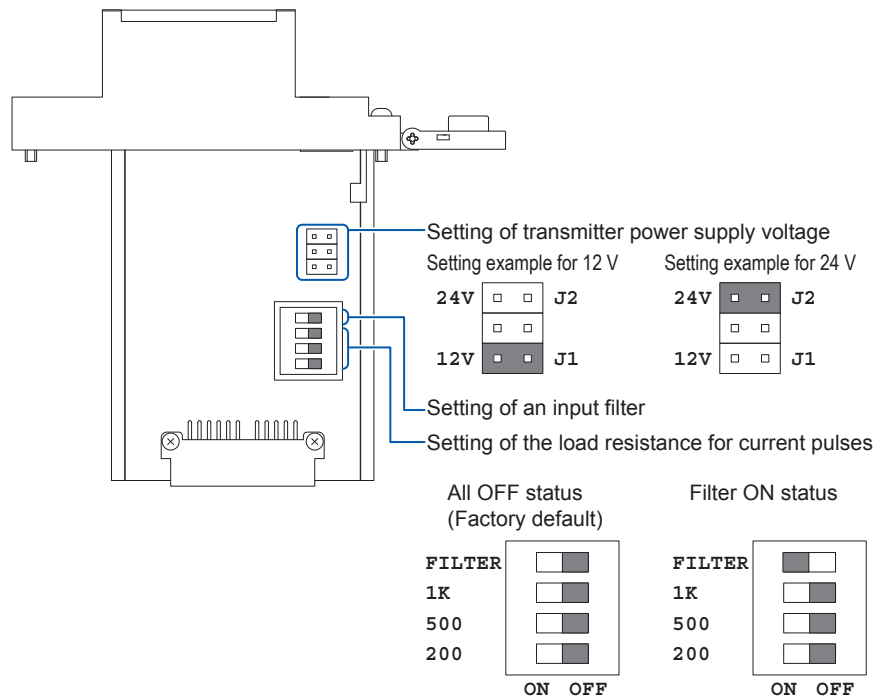 Setting of transmitter power supply voltage
Setting example for 12 V Setting example for 24 V
24V J2 24V J2
12V J1 12V J1
Setting of an input filter
Setting of the load resistance for current pulses
All OFF status Filter ON status
(Factory default)
FILTER FILTER
1K 1K
500 500
200 200
ON OFF ON OFF